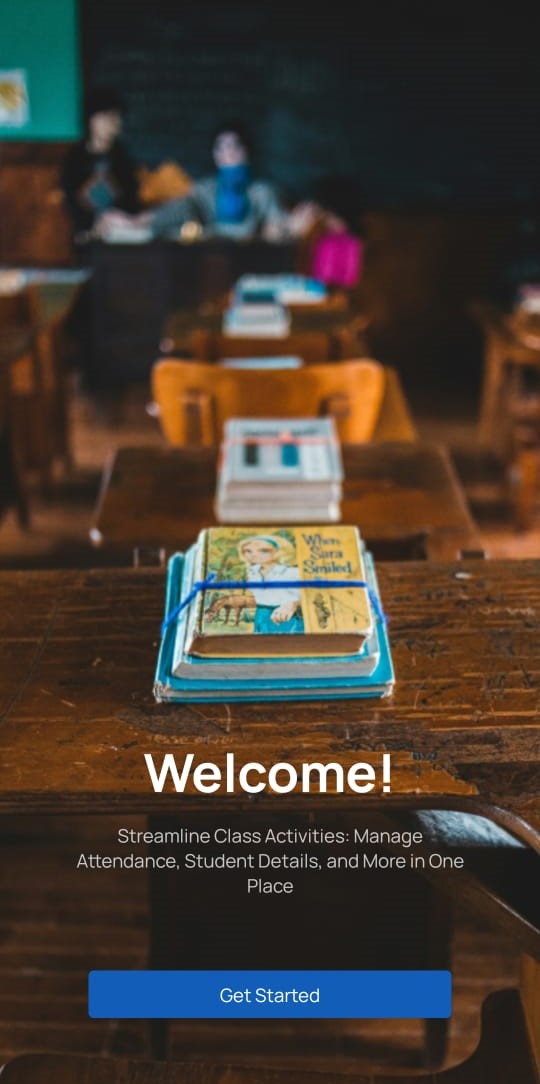 When
Sara
Smiled
Welcome!
Streamline Class Activities: Manage
Attendance, Student Details, and More in One
Place
Get Started